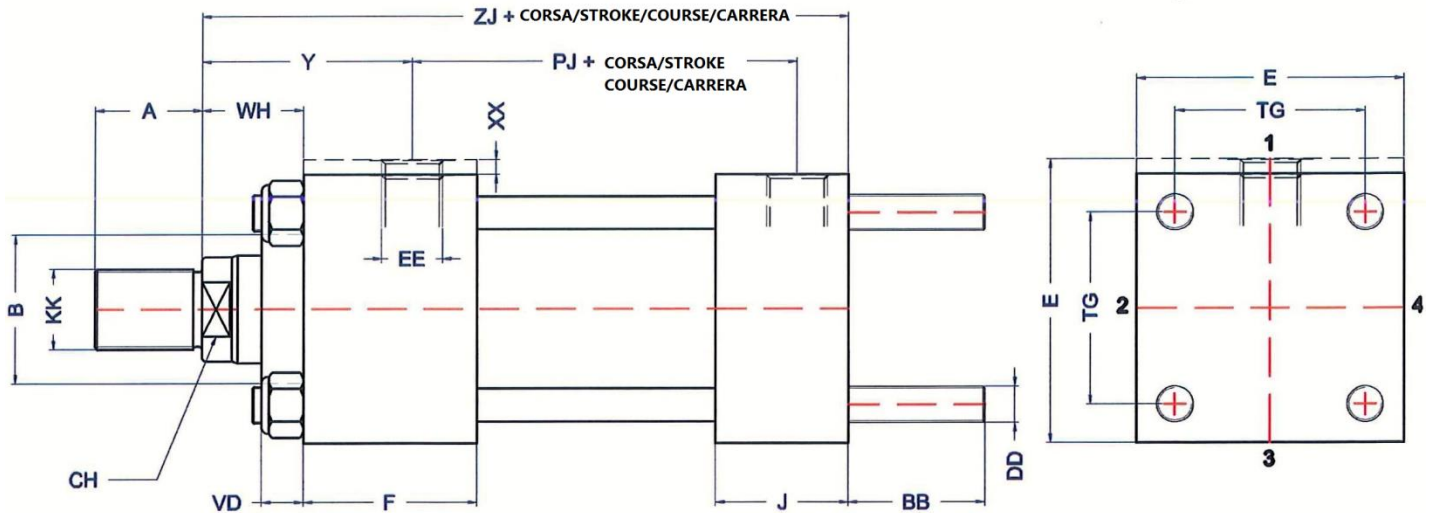 ZJ + CORSA/STROKE/COURSE/CARRERA
Y
PJ + CORSA/STROKE
COURSE/CARRERA
E
A
WH
XX
TG
1
EE
B
KK
E
TG
2
4
CH
DD
3
VD
F
J
BB